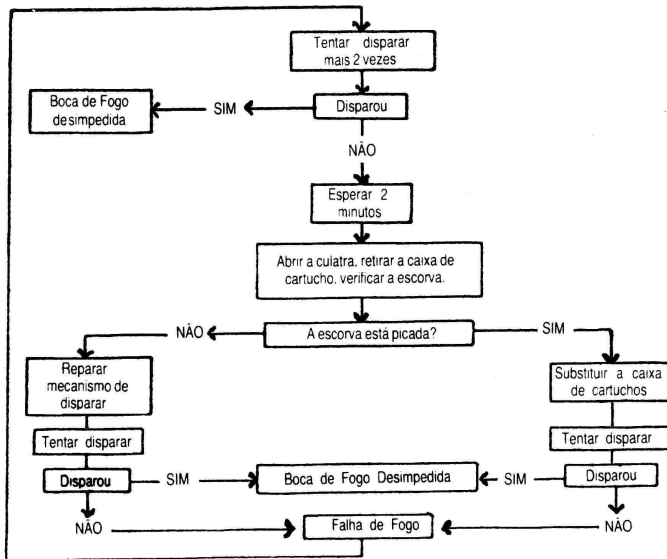 Tentar disparar
mais 2 vezes
Boca de Fogo
desimpedida
SIM
Disparou
NÃO
Esperar 2
minutos
Abrir a culatra, retirar a caixa de
cartucho, verificar a escorva.
NÃO
A escorva está picada?
SIM
Reparar
mecanismo de
disparar
Substituir a caixa
de cartuchos
Tentar disparar
Tentar disparar
Disparou
SIM
Boca de Fogo Desimpedida
SIM
Disparou
NÃO
Falha de Fogo
NÃO